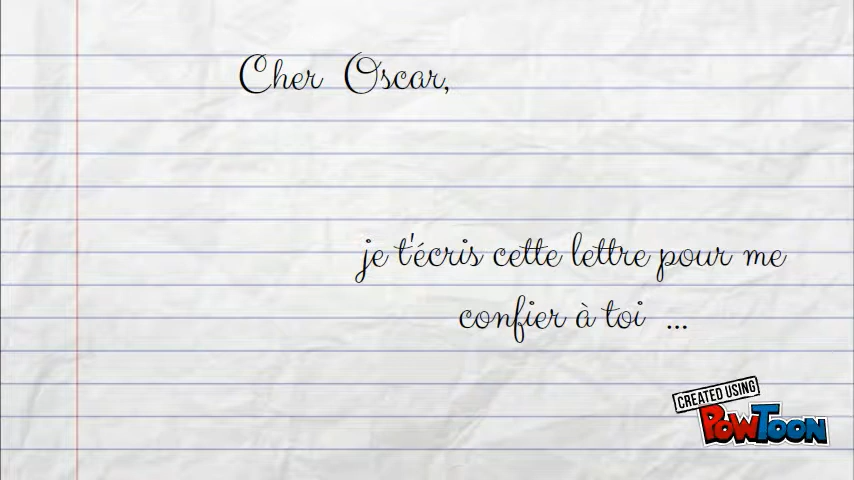 Cher Oscar,
je t'écris cette lettre pour me
confier à toi ...
CREATED USING
POWTOON